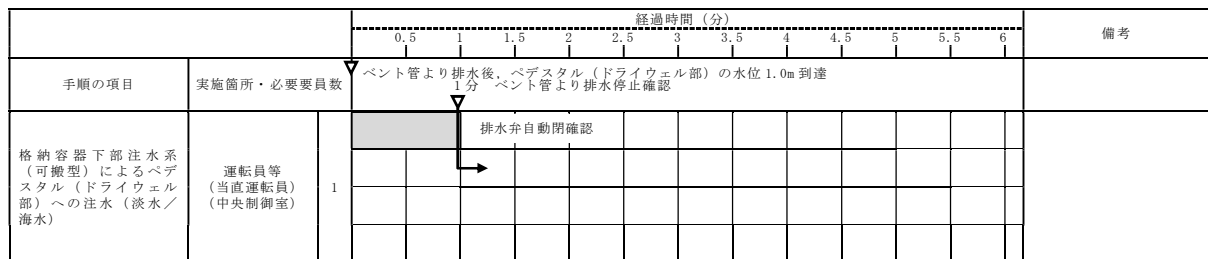 経過時間（分）
備考
0.5 1 1.5 2 2.5 3 3.5 4 4.5 5 5.5 6
手順の項目
実施箇所・必要要員数
ベント管より排水後，ペデスタル（ドライウェル部）の水位 1.0m 到達
1分 ベント管より排水停止確認
排水弁自動閉確認
格納容器下部注水系
（可搬型）によるペデ
スタル（ドライウェル
部）への注水（淡水／
海水）
運転員等
（当直運転員）
（中央制御室）
1